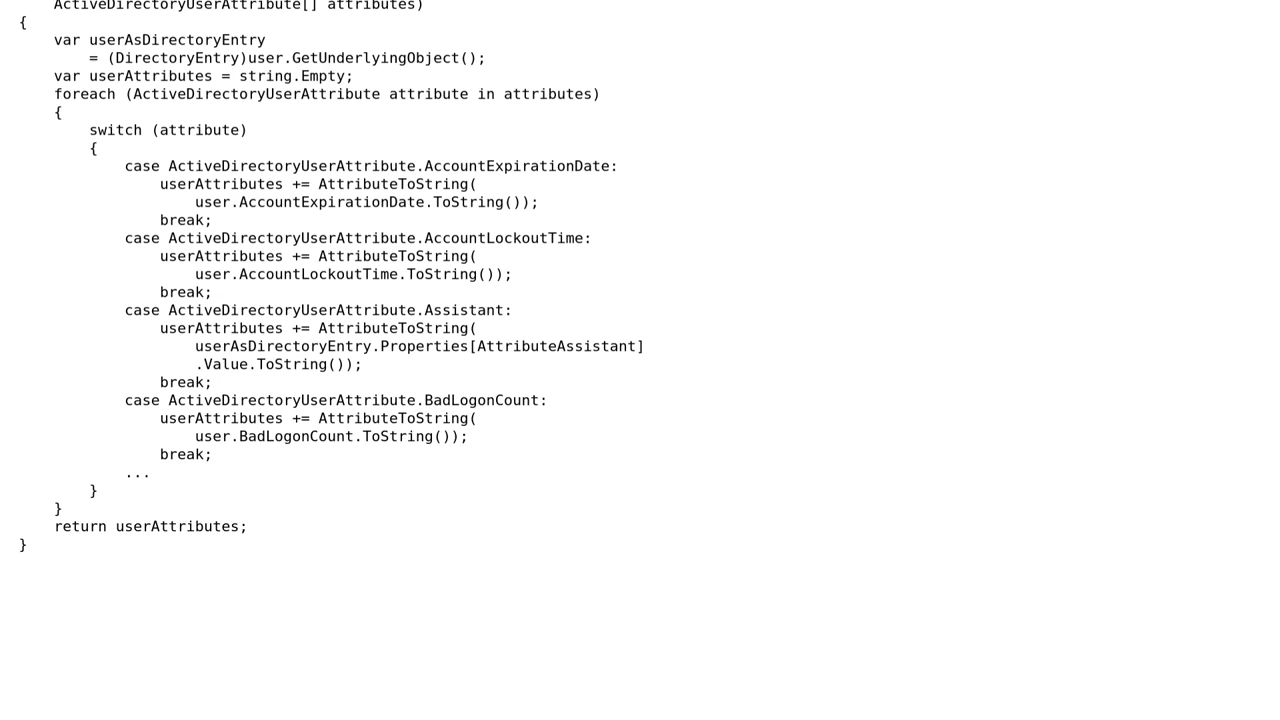 ActiveDirectoryUserAttribute[] attributes)
{
    var userAsDirectoryEntry
        = (DirectoryEntry)user.GetUnderlyingObject();
    var userAttributes = string.Empty;
    foreach (ActiveDirectoryUserAttribute attribute in attributes)
    {
        switch (attribute)
        {
            case ActiveDirectoryUserAttribute.AccountExpirationDate:
                userAttributes += AttributeToString(
                    user.AccountExpirationDate.ToString());
                break;
            case ActiveDirectoryUserAttribute.AccountLockoutTime:
                userAttributes += AttributeToString(
                    user.AccountLockoutTime.ToString());
                break;
            case ActiveDirectoryUserAttribute.Assistant:
                userAttributes += AttributeToString(
                    userAsDirectoryEntry.Properties[AttributeAssistant]
                    .Value.ToString());
                break;
            case ActiveDirectoryUserAttribute.BadLogonCount:
                userAttributes += AttributeToString(
                    user.BadLogonCount.ToString());
                break;
            ...
        }
    }
    return userAttributes;
}